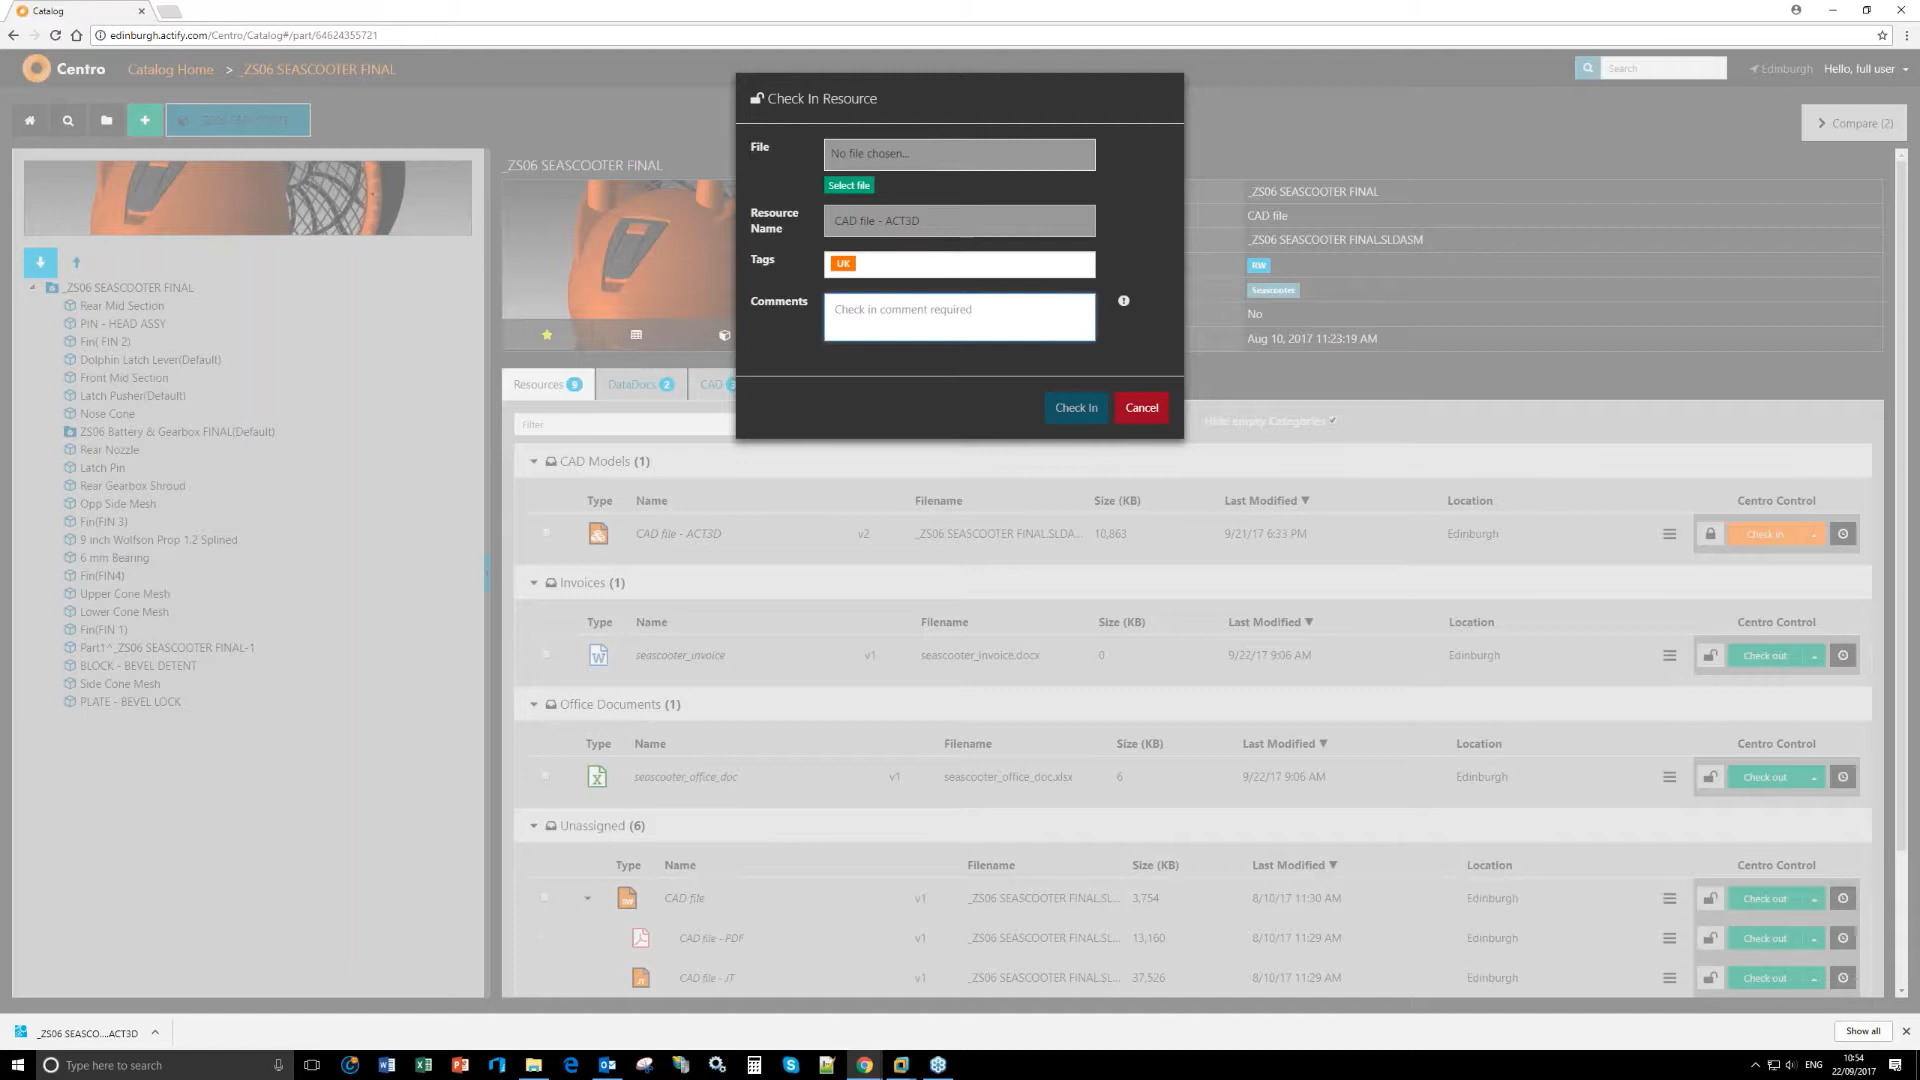 Catalog
edinburgh.actify.com/Centro/Catalog#/part/64624355721
Centro
Catalog Home > _ZS06 SEASCOOTER FINAL
Search
Edinburgh
Hello, full user
Compare (2)
Check In Resource
File
No file chosen...
Select file
Resource Name
CAD file - ACT3D
Tags
UK
Comments
Check in comment required
Check In
Cancel
_ZS06 SEASCOOTER FINAL
Rear Mid Section
PIN - HEAD ASSY
Fin( FIN 2)
Dolphin Latch Lever(Default)
Front Mid Section
Latch Pusher(Default)
Nose Cone
ZS06 Battery & Gearbox FINAL(Default)
Rear Nozzle
Latch Pin
Rear Gearbox Shroud
Opp Side Mesh
Fin(FIN 3)
9 inch Wolfson Prop 1.2 Splined
6 mm Bearing
Fin(FIN4)
Upper Cone Mesh
Lower Cone Mesh
Fin(FIN 1)
Part1^_ZS06 SEASCOOTER FINAL-1
BLOCK - BEVEL DETENT
Side Cone Mesh
PLATE - BEVEL LOCK
_ZS06 SEASCOOTER FINAL
_ZS06 SEASCOOTER FINAL
CAD file
_ZS06 SEASCOOTER FINAL.SLDASM
RW
Seascooter
No
Aug 10, 2017 11:23:19 AM
Resources 9
DataDocs 2
CAD
Filter
Hide empty Categories
CAD Models (1)
Type Name Filename Size (KB) Last Modified ▼ Location Centro Control
CAD file - ACT3D v2 _ZS06 SEASCOOTER FINAL.SLDA... 10,863 9/21/17 6:33 PM Edinburgh Check in
Invoices (1)
Type Name Filename Size (KB) Last Modified ▼ Location Centro Control
seascooter_invoice v1 seascooter_invoice.docx 0 9/22/17 9:06 AM Edinburgh Check out
Office Documents (1)
Type Name Filename Size (KB) Last Modified ▼ Location Centro Control
seascooter_office_doc v1 seascooter_office_doc.xlsx 6 9/22/17 9:06 AM Edinburgh Check out
Unassigned (6)
Type Name Filename Size (KB) Last Modified ▼ Location Centro Control
CAD file v1 _ZS06 SEASCOOTER FINAL.SL... 3,754 8/10/17 11:30 AM Edinburgh Check out
CAD file - PDF v1 _ZS06 SEASCOOTER FINAL.SL... 13,160 8/10/17 11:29 AM Edinburgh Check out
CAD file - JT v1 _ZS06 SEASCOOTER FINAL.SL... 37,526 8/10/17 11:29 AM Edinburgh Check out
_ZS06 SEASCO....ACT3D
Show all
Type here to search
ENG
10:54
22/09/2017